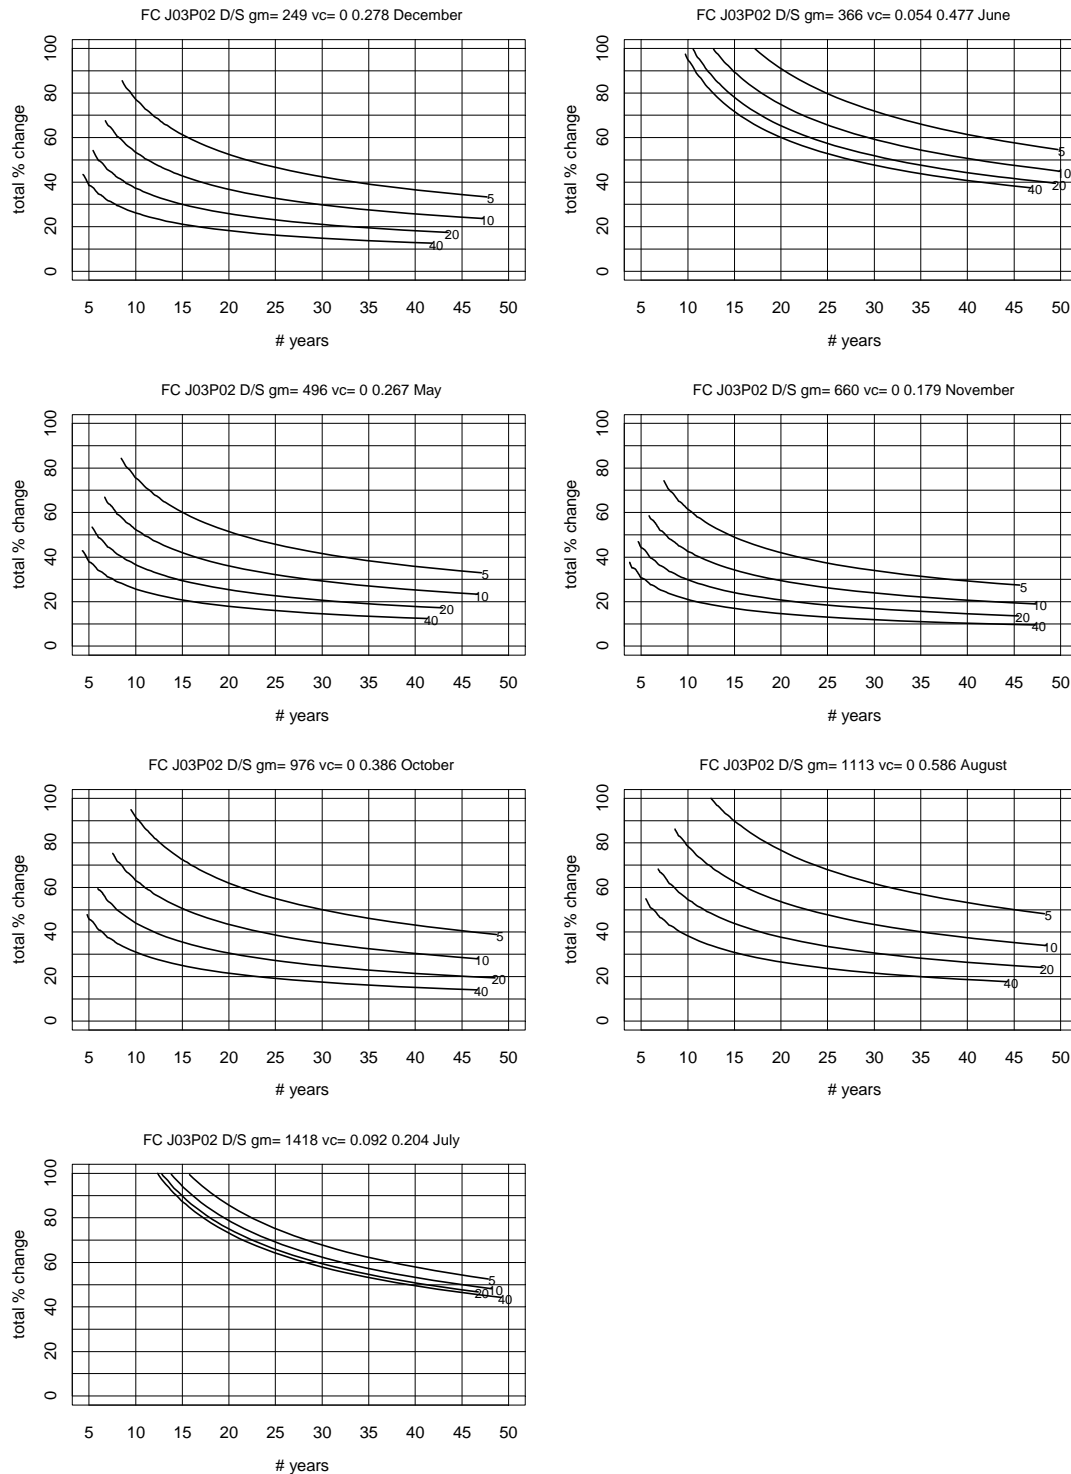 FC J03P02 D/S gm= 249 vc= 0 0.278 December
total % change
0 20 40 60 80 100
5 10 20 40
5 10 15 20 25 30 35 40 45 50
# years
FC J03P02 D/S gm= 366 vc= 0.054 0.477 June
total % change
0 20 40 60 80 100
5 10 20 40
5 10 15 20 25 30 35 40 45 50
# years
FC J03P02 D/S gm= 496 vc= 0 0.267 May
total % change
0 20 40 60 80 100
5 10 20 40
5 10 15 20 25 30 35 40 45 50
# years
FC J03P02 D/S gm= 660 vc= 0 0.179 November
total % change
0 20 40 60 80 100
5 10 20 40
5 10 15 20 25 30 35 40 45 50
# years
FC J03P02 D/S gm= 976 vc= 0 0.386 October
total % change
0 20 40 60 80 100
5 10 20 40
5 10 15 20 25 30 35 40 45 50
# years
FC J03P02 D/S gm= 1113 vc= 0 0.586 August
total % change
0 20 40 60 80 100
5 10 20 40
5 10 15 20 25 30 35 40 45 50
# years
FC J03P02 D/S gm= 1418 vc= 0.092 0.204 July
total % change
0 20 40 60 80 100
5 10 20 40
5 10 15 20 25 30 35 40 45 50
# years